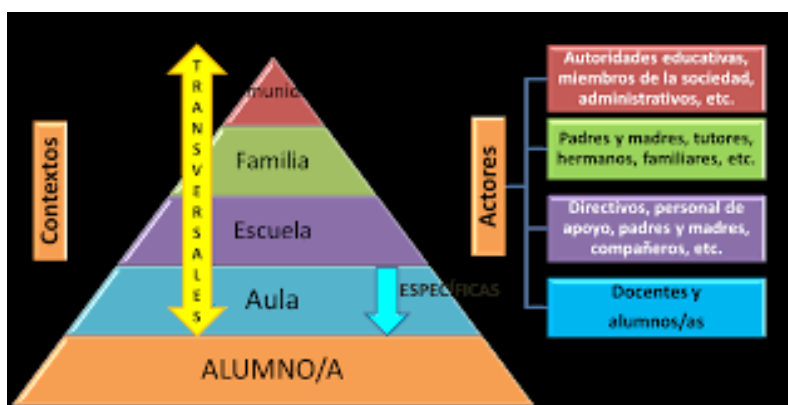 Contextos
TRANSVERSALES
Familia
Escuela
Aula
ESPECÍFICAS
ALUMNO/A
Actores
Autoridades educativas,
miembros de la sociedad,
administrativos, etc.
Padres y madres, tutores,
hermanos, familiares, etc.
Directivos, personal de
apoyo, padres y madres,
compañeros, etc.
Docentes y
alumnos/as